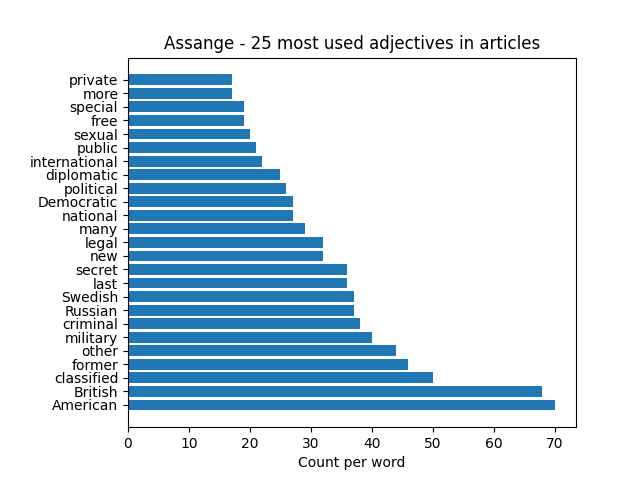 Assange - 25 most used adjectives in articles
private
more
special
free
sexual
public
international
diplomatic
political
Democratic
national
many
legal
new
secret
last
Swedish
Russian
criminal
military
other
former
classified
British
American
0 10 20 30 40 50 60 70
Count per word